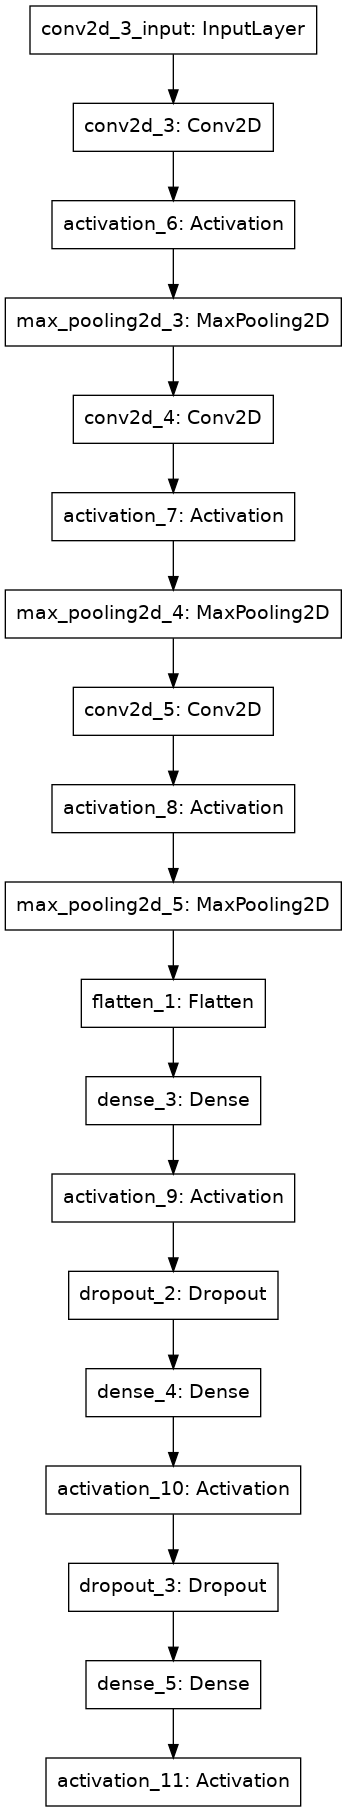 conv2d_3_input: InputLayer
conv2d_3: Conv2D
activation_6: Activation
max_pooling2d_3: MaxPooling2D
conv2d_4: Conv2D
activation_7: Activation
max_pooling2d_4: MaxPooling2D
conv2d_5: Conv2D
activation_8: Activation
max_pooling2d_5: MaxPooling2D
flatten_1: Flatten
dense_3: Dense
activation_9: Activation
dropout_2: Dropout
dense_4: Dense
activation_10: Activation
dropout_3: Dropout
dense_5: Dense
activation_11: Activation